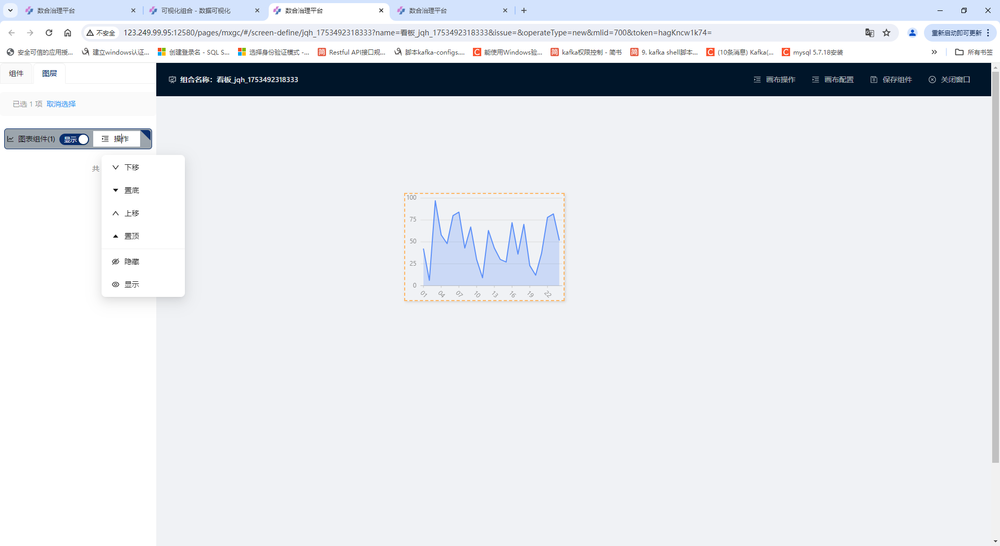 数合治理平台
可视化组合 - 数据可视化
数合治理平台
数合治理平台
不安全
123.249.99.95:12580/pages/mxgc/#/screen-define/jqh_1753492318333?name=看板_jqh_1753492318333&issue=&operateType=new&mlid=700&token=hagKncw1k74=
重新启动即可更新
安全可信的应用授...
建立windows认证...
创建登录名 - SQL S...
选择身份验证模式 -...
Restful API接口规...
脚本kafka-configs....
能使用Windows验...
kafka权限控制 - 简书
9. kafka shell脚本...
(10条消息) Kafka(...
mysql 5.7.18安装
所有书签
组件
图层
组合名称：看板_jqh_1753492318333
画布操作
画布配置
保存组件
关闭窗口
已选 1 项 取消选择
图表组件(1)
显示
操作
共
下移
置底
上移
置顶
隐藏
显示
100
75
50
25
0
01
04
07
10
13
16
19
22